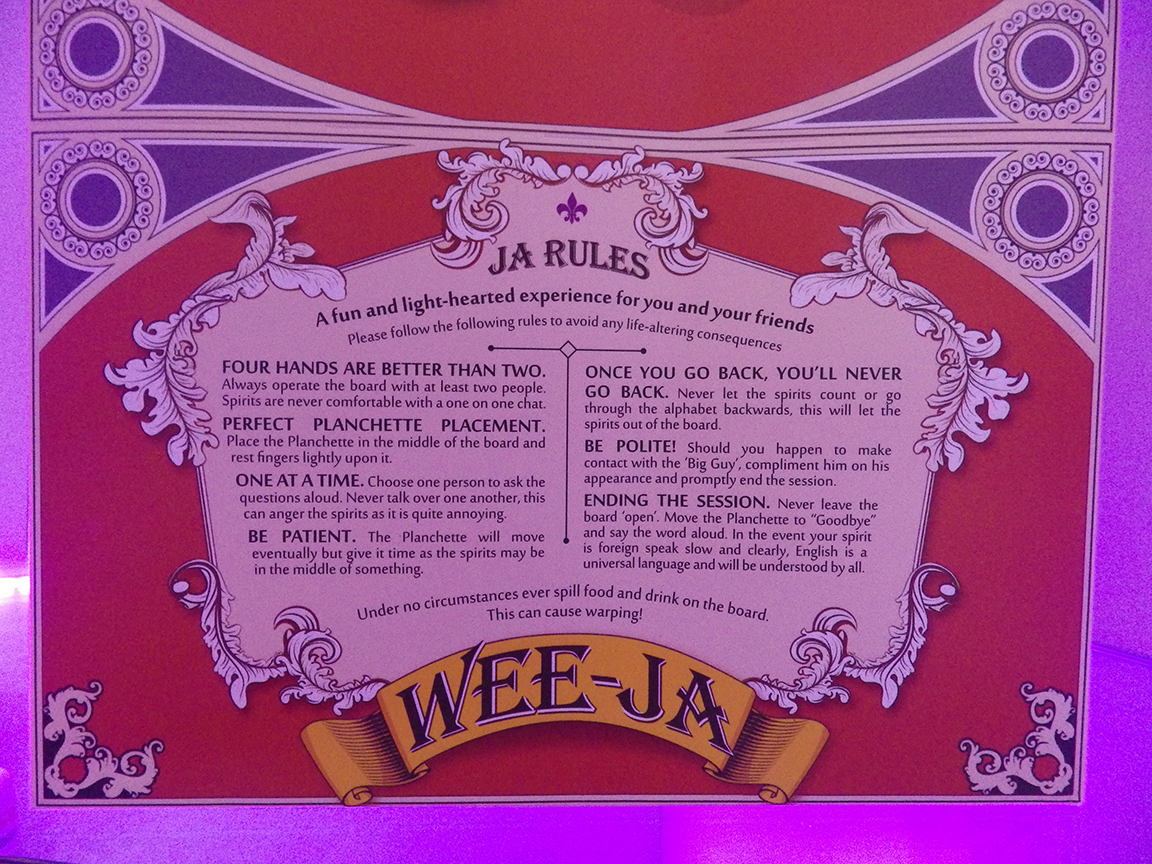 JA RULES
A fun and light-hearted experience for you and your friends
Please follow the following rules to avoid any life-altering consequences
FOUR HANDS ARE BETTER THAN TWO.
Always operate the board with at least two people.
Spirits are never comfortable with a one on one chat.
PERFECT PLANCHETTE PLACEMENT.
Place the Planchette in the middle of the board and
rest fingers lightly upon it.
ONE AT A TIME. Choose one person to ask the
questions aloud. Never talk over one another, this
can anger the spirits as it is quite annoying.
BE PATIENT. The Planchette will move
eventually but give it time as the spirits may be
in the middle of something.
ONCE YOU GO BACK, YOU'LL NEVER
GO BACK. Never let the spirits count or go
through the alphabet backwards, this will let the
spirits out of the board.
BE POLITE! Should you happen to make
contact with the 'Big Guy', compliment him on his
appearance and promptly end the session.
ENDING THE SESSION. Never leave the
board 'open'. Move the Planchette to "Goodbye"
and say the word aloud. In the event your spirit
is foreign speak slow and clearly, English is a
universal language and will be understood by all.
Under no circumstances ever spill food and drink on the board.
This can cause warping!
WEE-JA